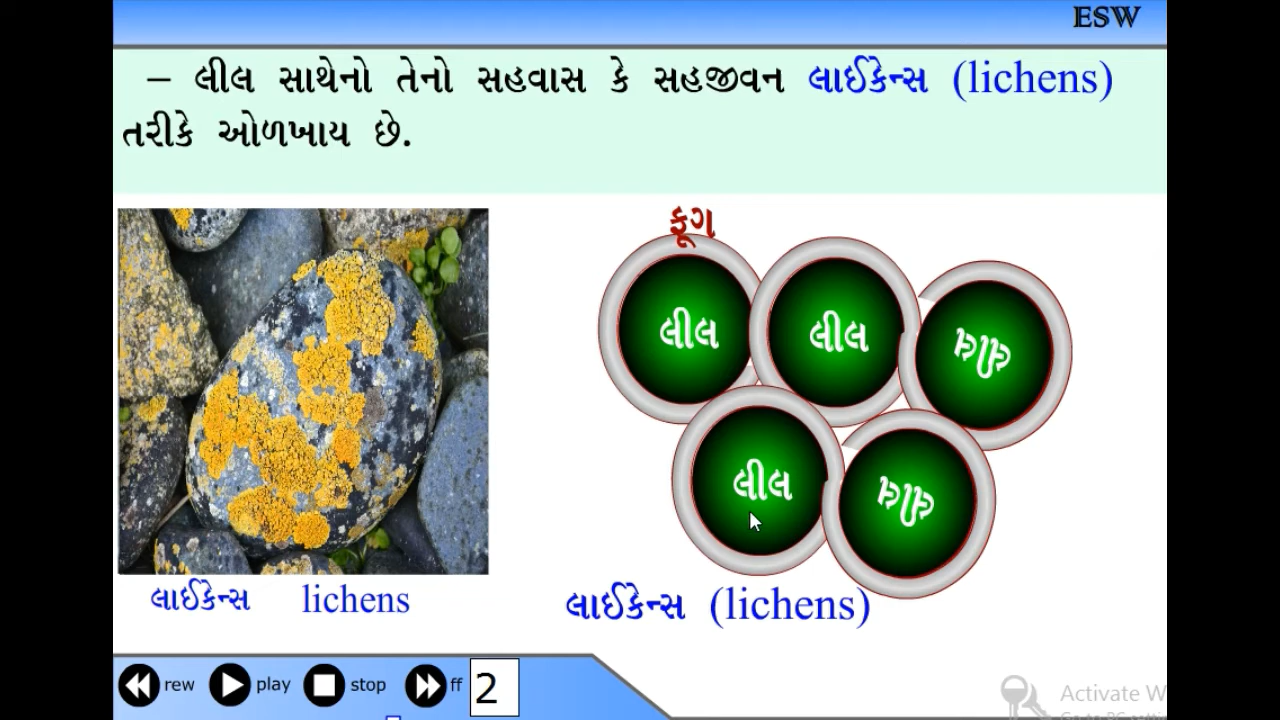 ESW
– લીલ સાથેનો તેનો સહવાસ કે સહજીવન લાઈકેન્સ (lichens)
તરીકે ઓળખાય છે.
ફૂગ
લીલ
લીલ
લીલ
લીલ
લીલ
લાઈકેન્સ lichens
લાઈકેન્સ (lichens)
rew play stop ff 2
Activate W